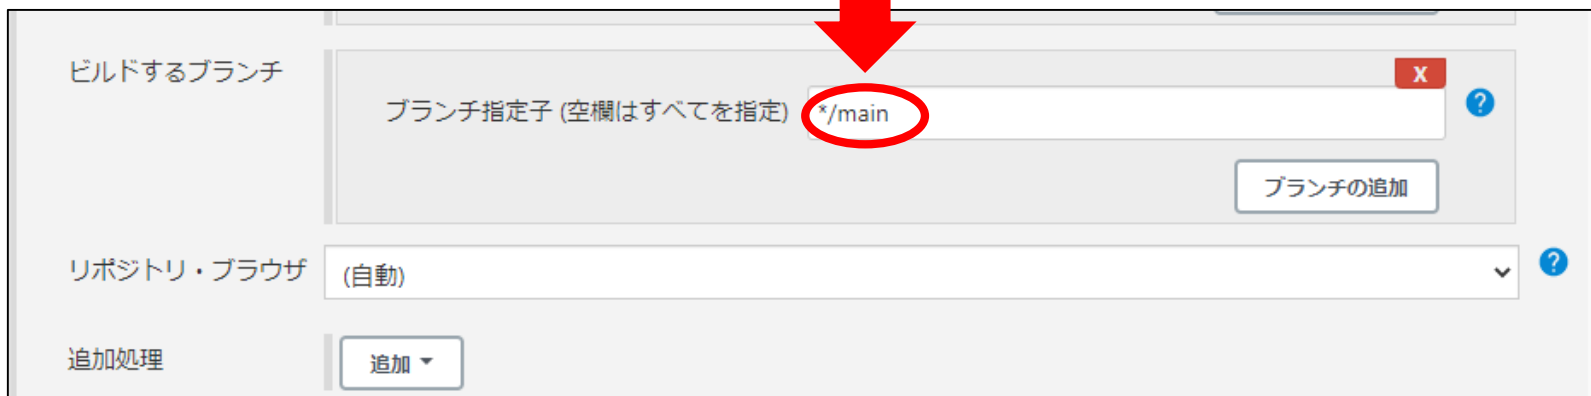 ビルドするブランチ
X
ブランチ指定子 (空欄はすべてを指定) */main
ブランチの追加
リポジトリ・ブラウザ (自動)
追加処理 追加